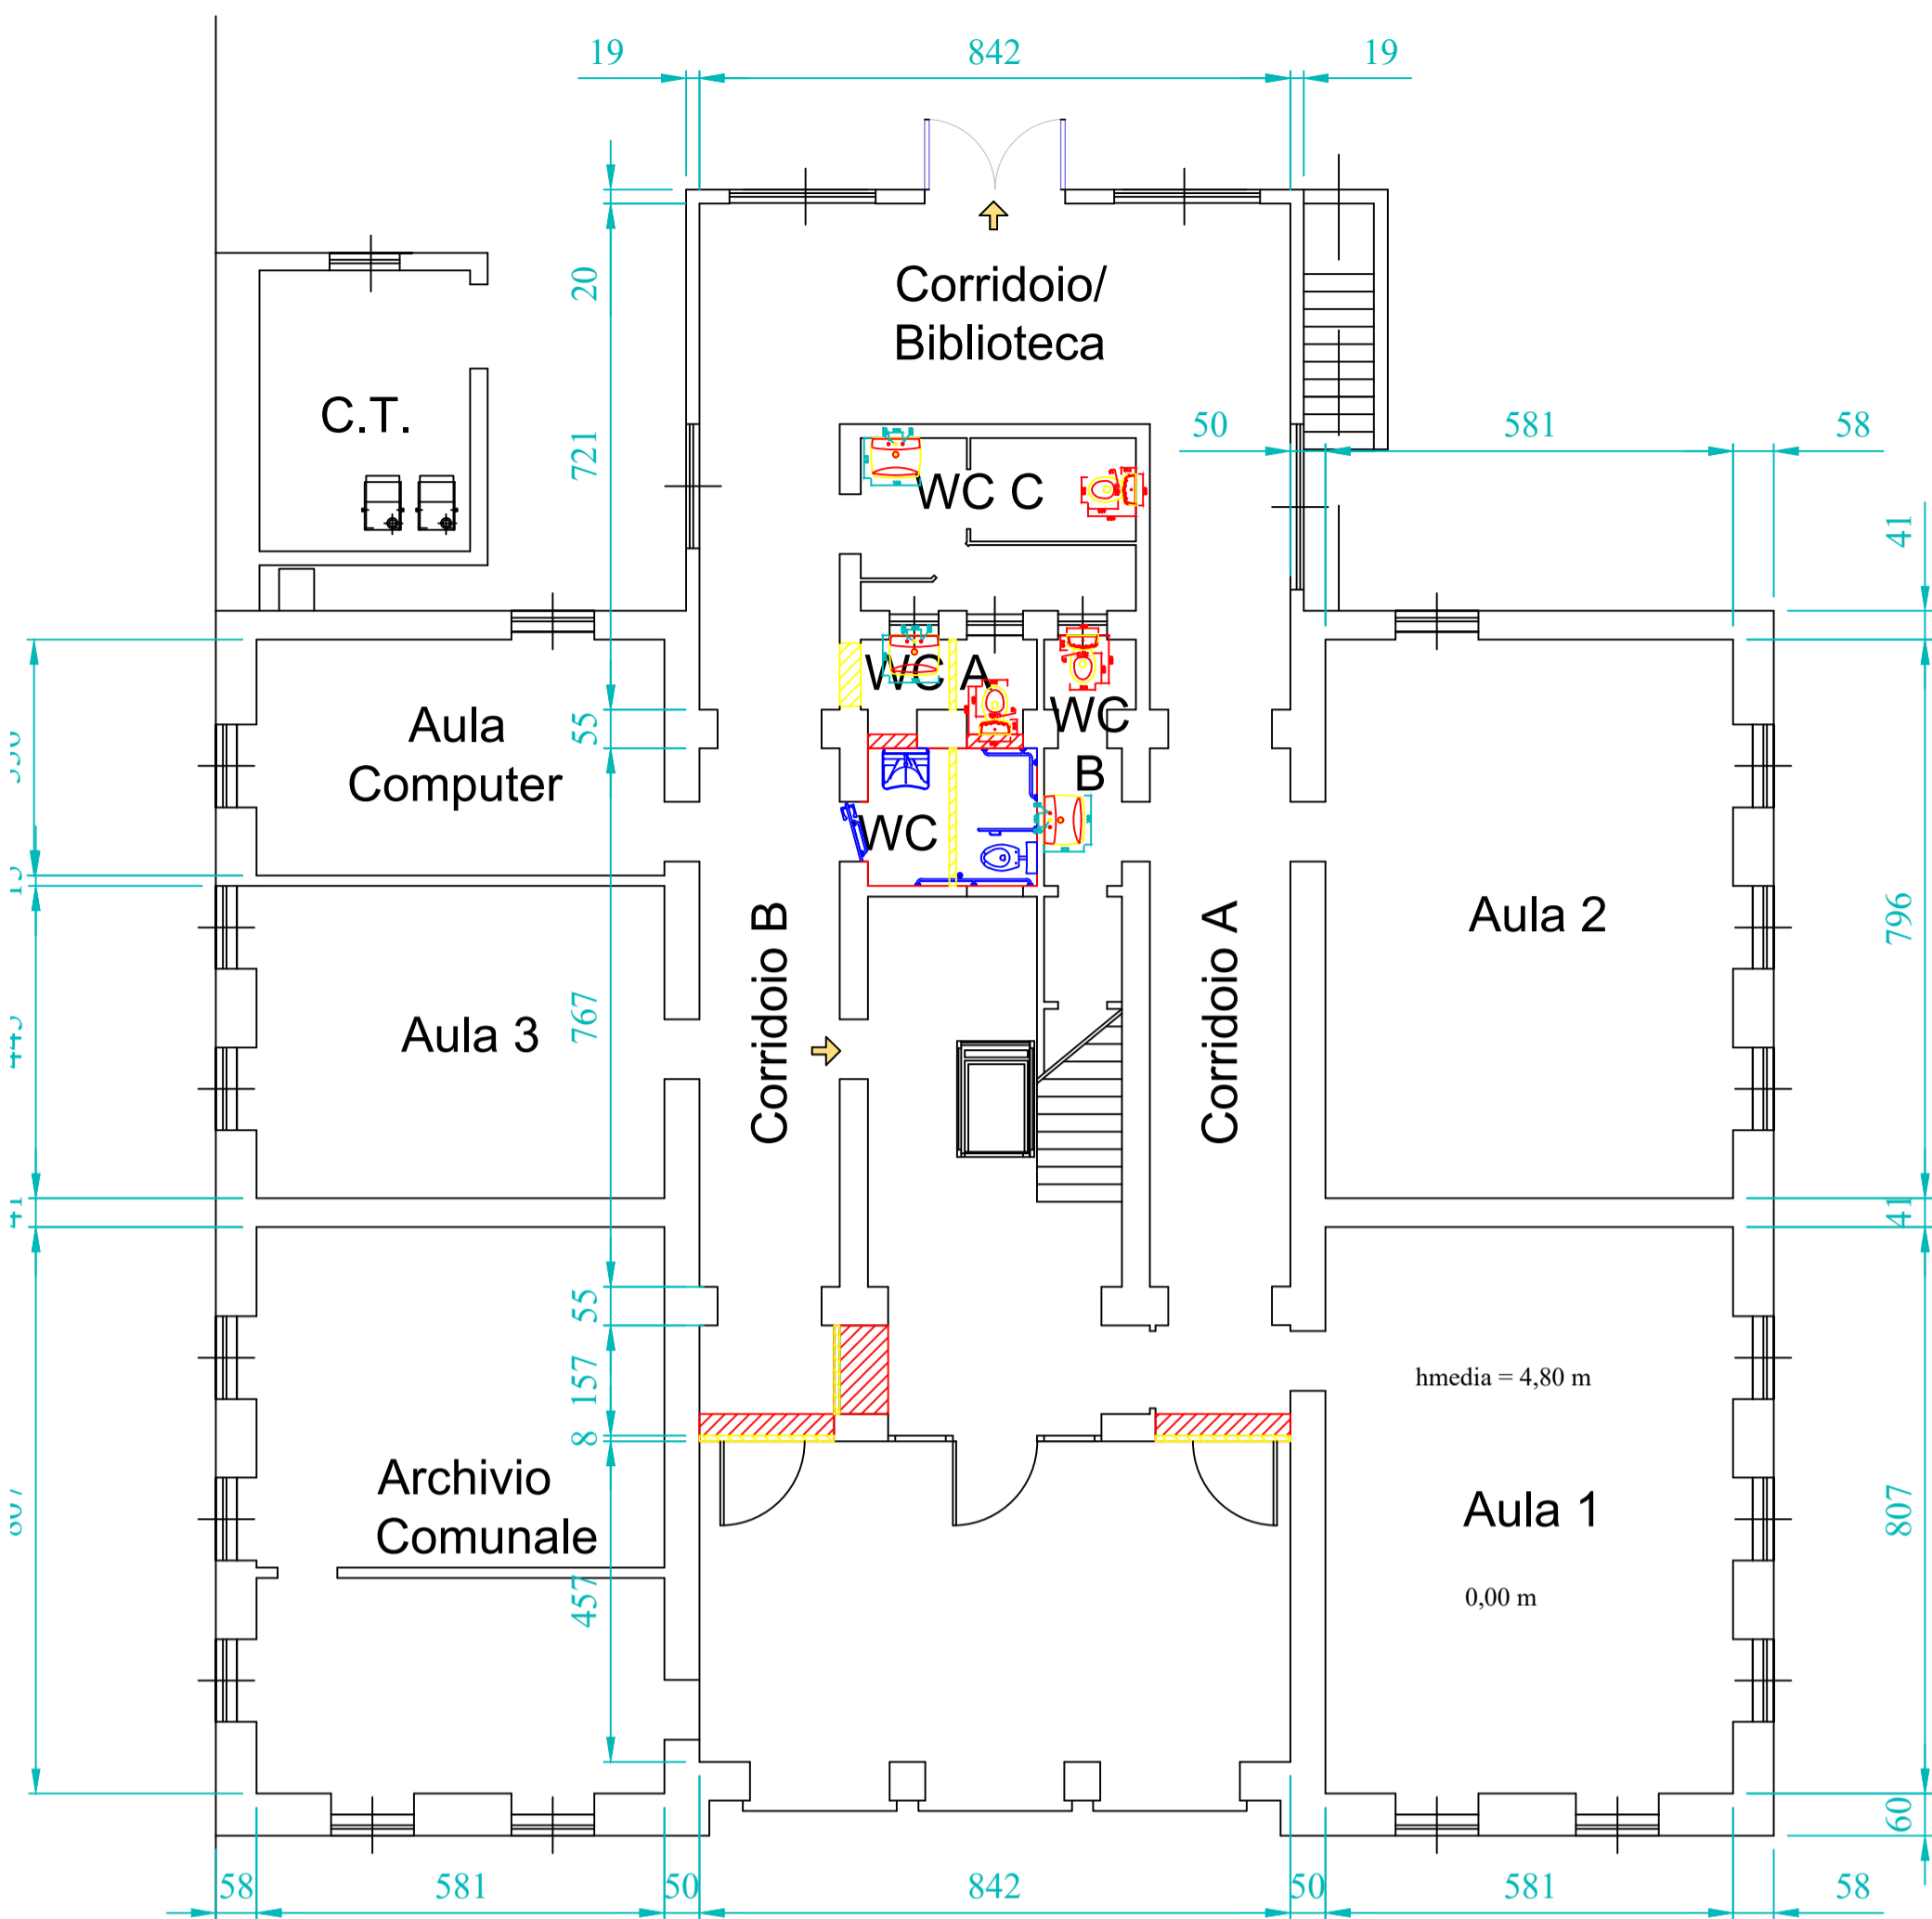 19
842
19
20
Corridoio/
Biblioteca
C.T.
721
50
581
58
WC C
41
WC A
WC
B
Aula
Computer
55
WC
796
Aula 2
Corridoio B
Corridoio A
Aula 3
767
41
41
55
157
8
hmedia = 4,80 m
Archivio
Comunale
Aula 1
807
457
0,00 m
60
58
581
50
842
50
581
58